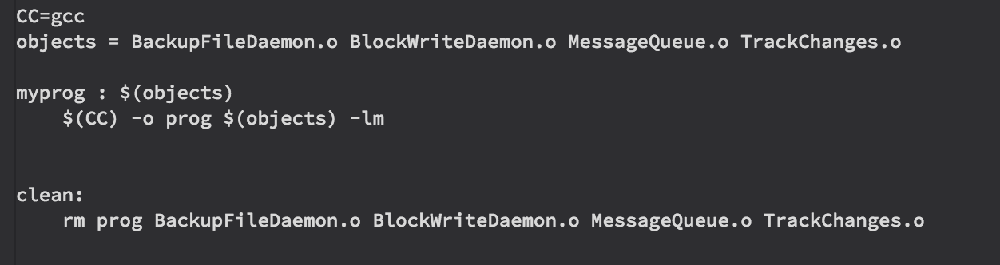 CC=gcc
objects = BackupFileDaemon.o BlockWriteDaemon.o MessageQueue.o TrackChanges.o
myprog : $(objects)
$(CC) -o prog $(objects) -lm
clean:
rm prog BackupFileDaemon.o BlockWriteDaemon.o MessageQueue.o TrackChanges.o